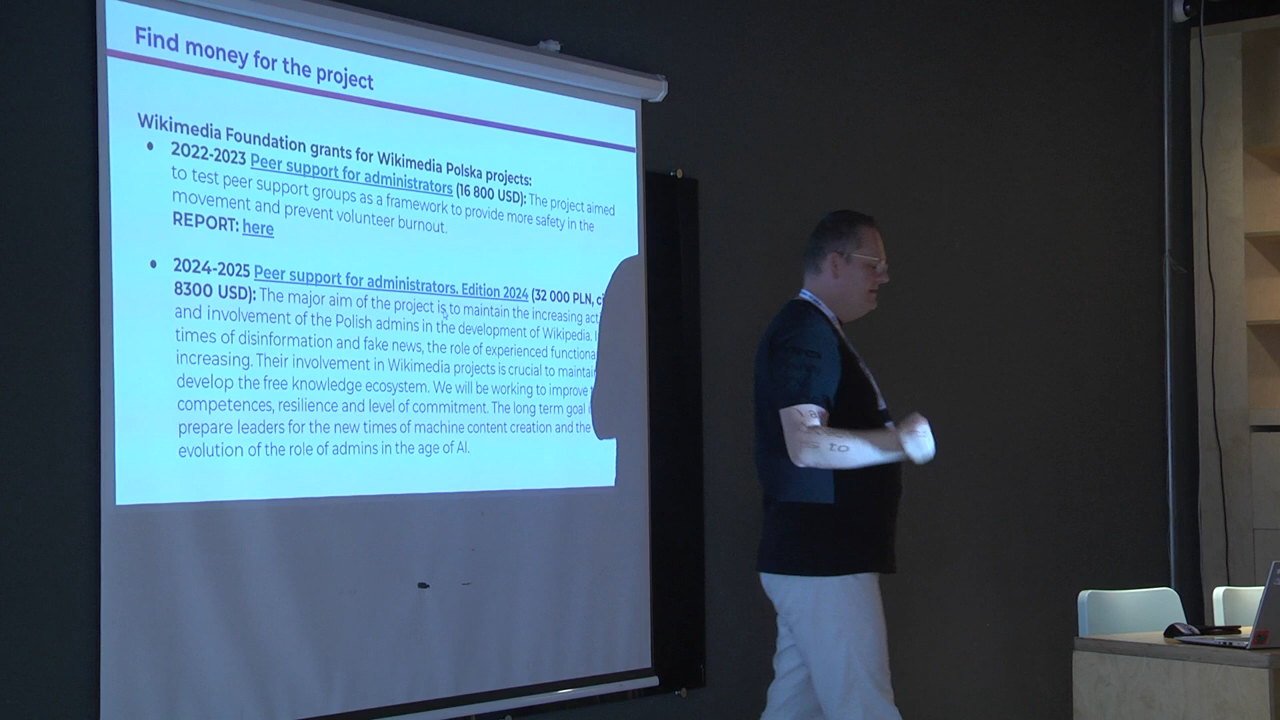 Find money for the project
Wikimedia Foundation grants for Wikimedia Polska projects:
• 2022-2023 Peer support for administrators (16 800 USD): The project aimed
to test peer support groups as a framework to provide more safety in the
movement and prevent volunteer burnout.
REPORT: here
• 2024-2025 Peer support for administrators. Edition 2024 (32 000 PLN,
8300 USD): The major aim of the project is to maintain the increasing
and involvement of the Polish admins in the development of Wikipedia.
times of disinformation and fake news, the role of experienced
increasing. Their involvement in Wikimedia projects is crucial to
develop the free knowledge ecosystem. We will be working to improve
competences, resilience and level of commitment. The long term goal
prepare leaders for the new times of machine content creation and the
evolution of the role of admins in the age of AI.
to